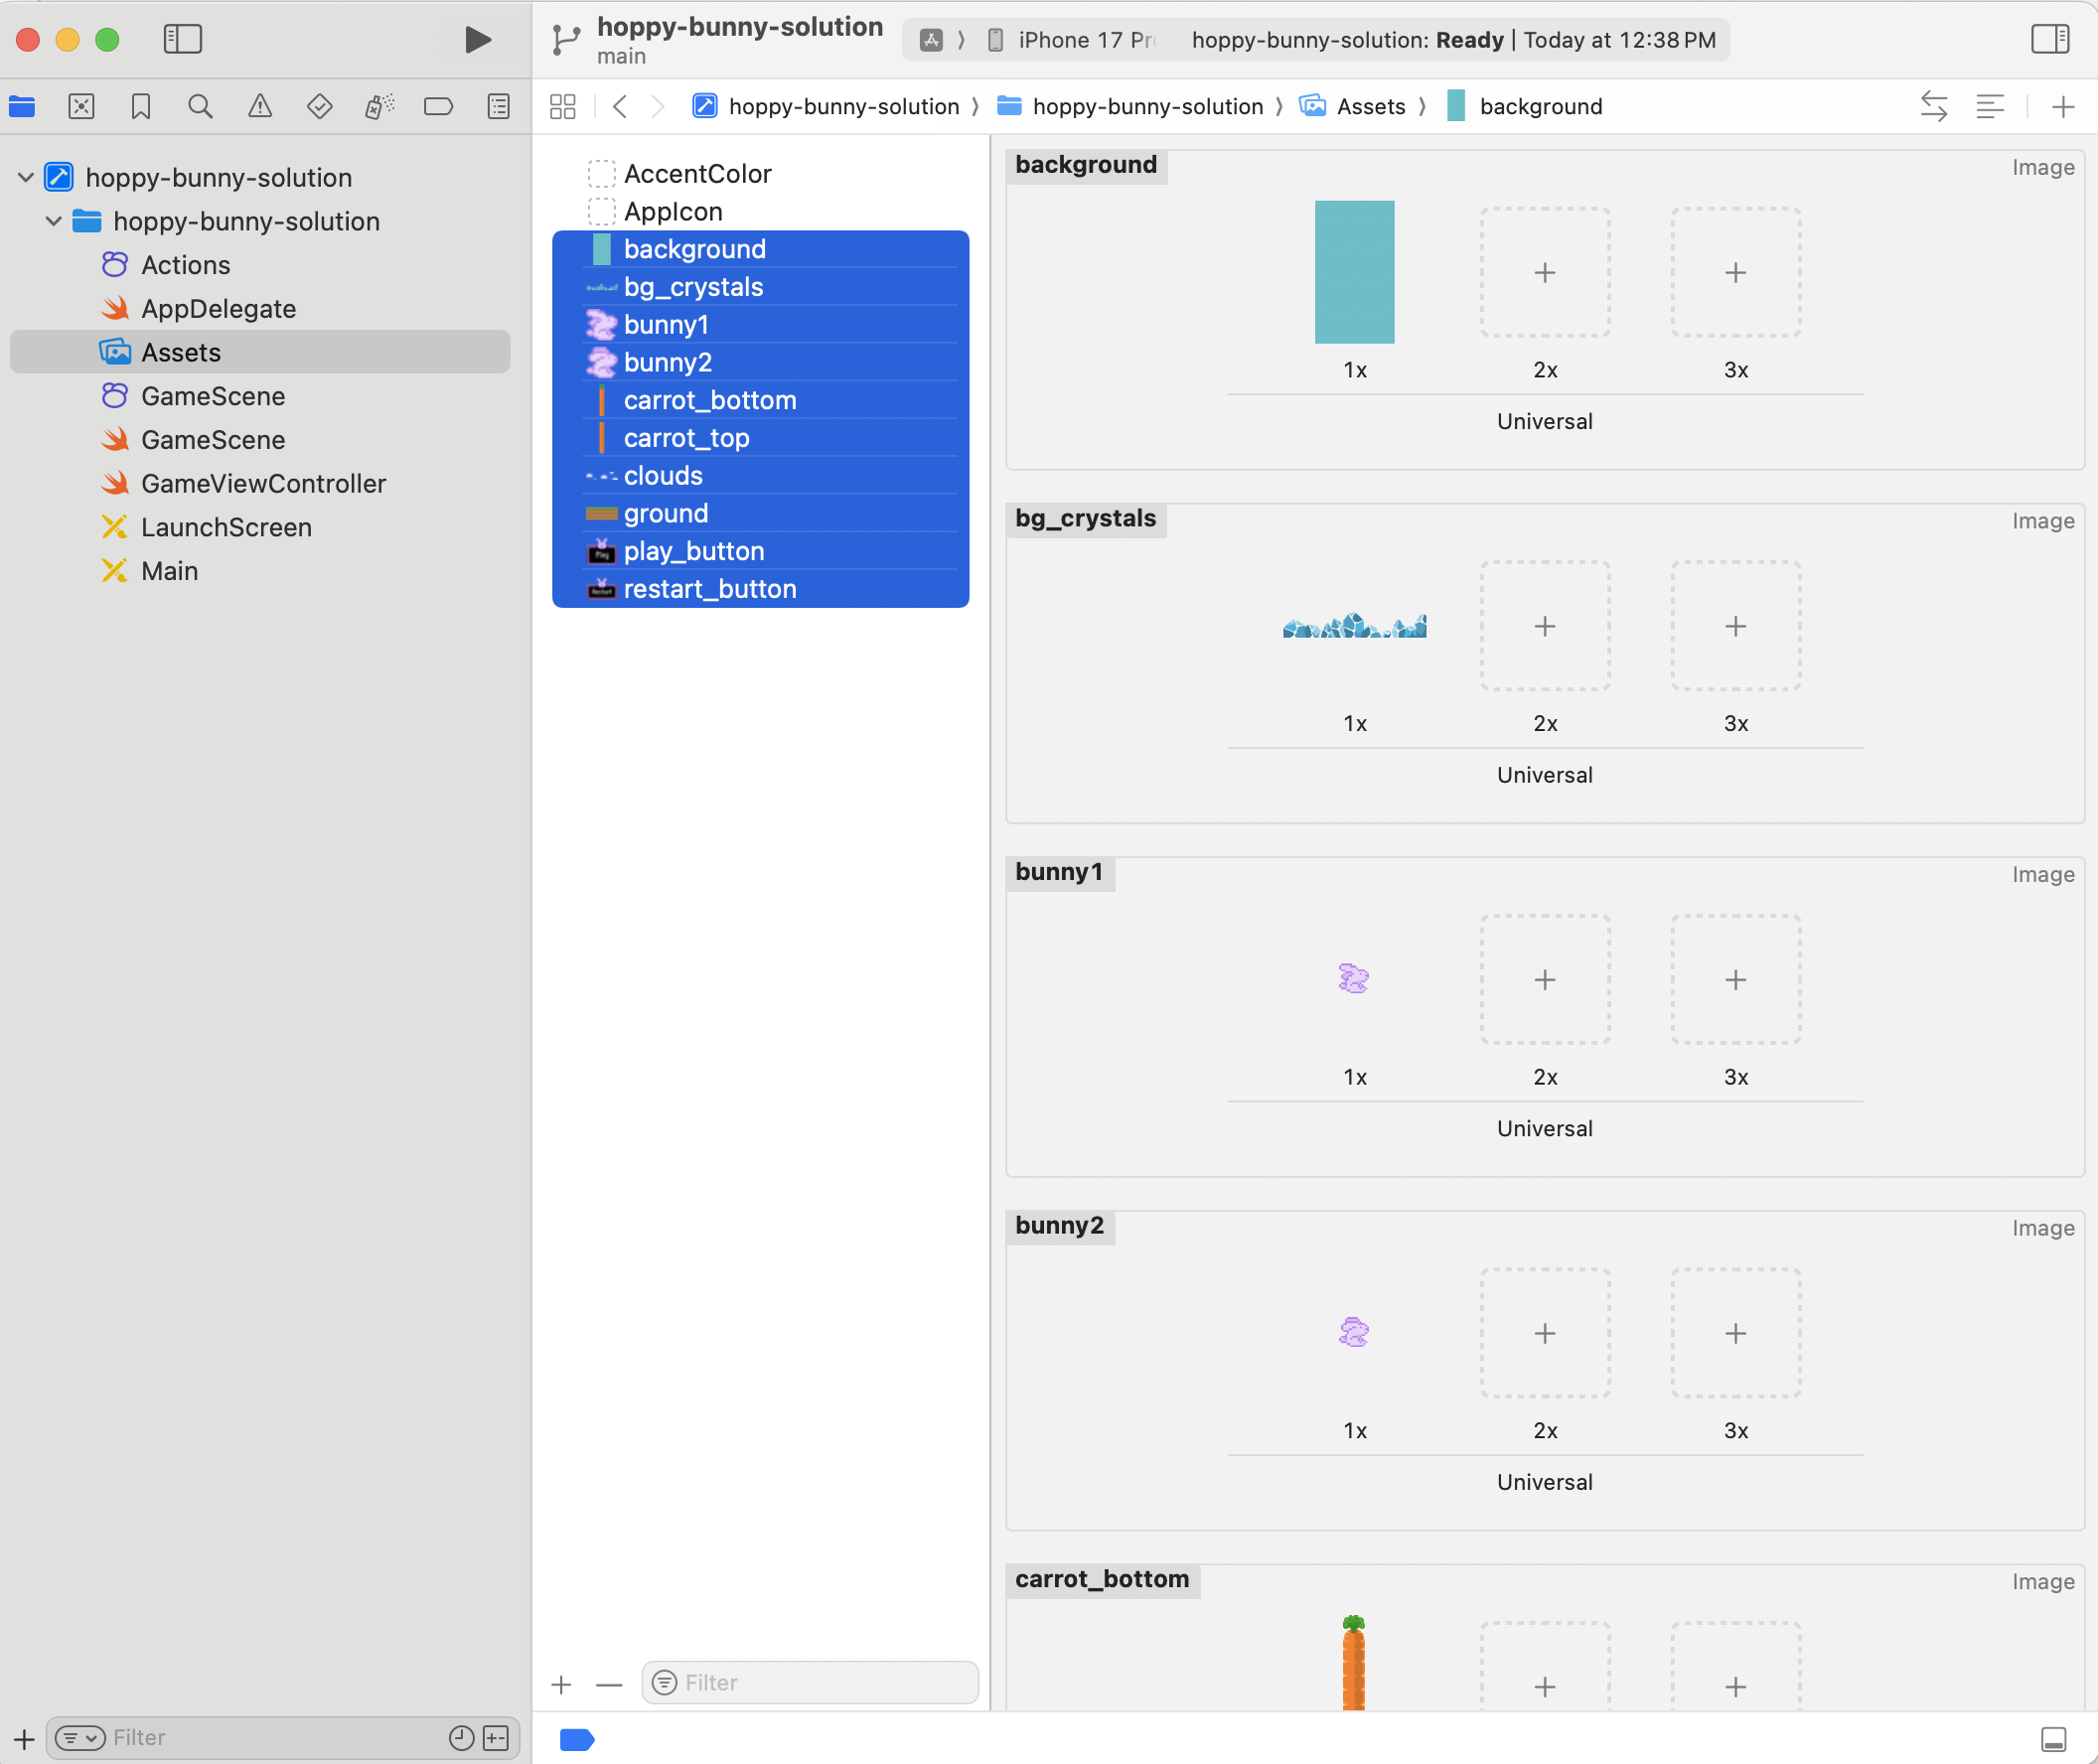 hoppy-bunny-solution
main
iPhone 17 Pr
hoppy-bunny-solution: Ready | Today at 12:38 PM
hoppy-bunny-solution
hoppy-bunny-solution
Assets
background
hoppy-bunny-solution
hoppy-bunny-solution
Actions
AppDelegate
Assets
GameScene
GameScene
GameViewController
LaunchScreen
Main
Filter
AccentColor
AppIcon
background
bg_crystals
bunny1
bunny2
carrot_bottom
carrot_top
clouds
ground
play_button
restart_button
Filter
background
Image
1x
2x
3x
Universal
bg_crystals
Image
1x
2x
3x
Universal
bunny1
Image
1x
2x
3x
Universal
bunny2
Image
1x
2x
3x
Universal
carrot_bottom
Image